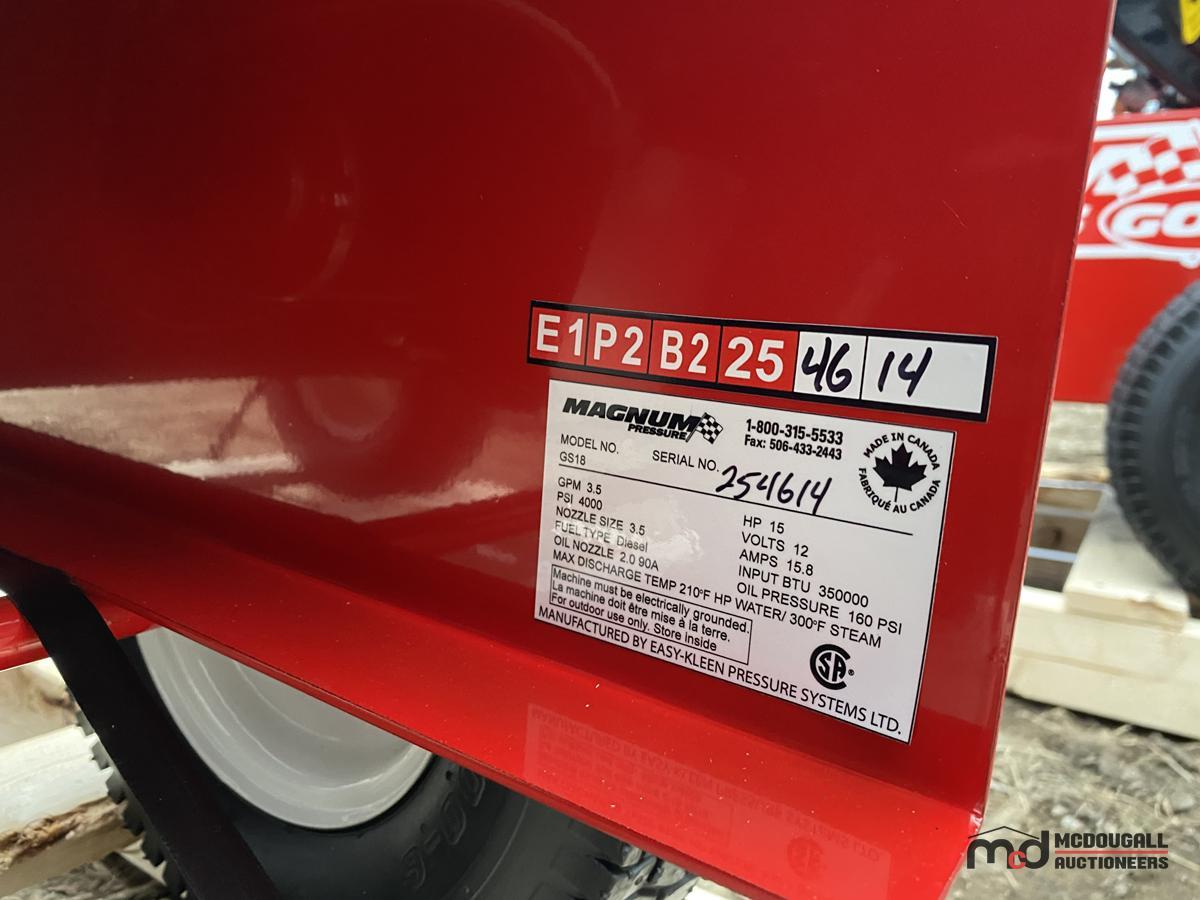 E1 P2 B2 25 46 14
MAGNUM
PRESSURE
1-800-315-5533
Fax: 506-433-2443
MADE IN CANADA
FABRIQUÉ AU CANADA
MODEL NO. SERIAL NO. 254614
GS18
GPM 3.5
PSI 4000
NOZZLE SIZE 3.5
FUEL TYPE Diesel
OIL NOZZLE 2.0 90A
HP 15
VOLTS 12
AMPS 15.8
INPUT BTU 350000
OIL PRESSURE 160 PSI
MAX DISCHARGE TEMP 210°F HP WATER/ 300°F STEAM
Machine must be electrically grounded.
La machine doit être mise à la terre.
For outdoor use only. Store inside
SA ®
MANUFACTURED BY EASY-KLEEN PRESSURE SYSTEMS LTD.
GO
mcd MCDOUGALL
AUCTIONEERS